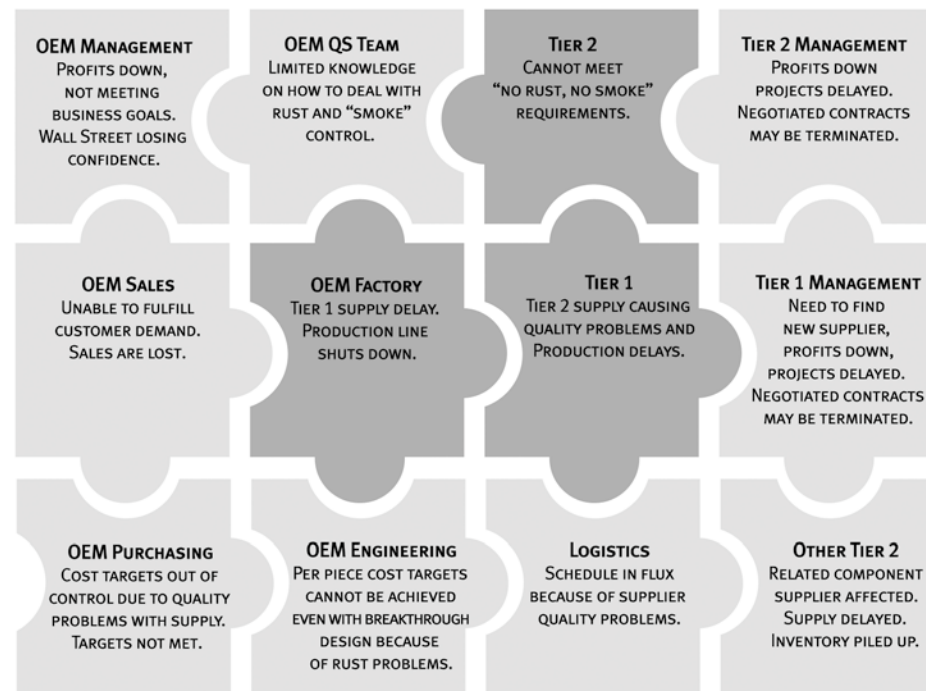 OEM MANAGEMENT
PROFITS DOWN,
NOT MEETING
BUSINESS GOALS.
WALL STREET LOSING
CONFIDENCE.
OEM QS TEAM
LIMITED KNOWLEDGE
ON HOW TO DEAL WITH
RUST AND “SMOKE”
CONTROL.
TIER 2
CANNOT MEET
“NO RUST, NO SMOKE”
REQUIREMENTS.
TIER 2 MANAGEMENT
PROFITS DOWN
PROJECTS DELAYED.
NEGOTIATED CONTRACTS
MAY BE TERMINATED.
OEM SALES
UNABLE TO FULFILL
CUSTOMER DEMAND.
SALES ARE LOST.
OEM FACTORY
TIER 1 SUPPLY DELAY.
PRODUCTION LINE
SHUTS DOWN.
TIER 1
TIER 2 SUPPLY CAUSING
QUALITY PROBLEMS AND
PRODUCTION DELAYS.
TIER 1 MANAGEMENT
NEED TO FIND
NEW SUPPLIER,
PROFITS DOWN,
PROJECTS DELAYED.
NEGOTIATED CONTRACTS
MAY BE TERMINATED.
OEM PURCHASING
COST TARGETS OUT OF
CONTROL DUE TO QUALITY
PROBLEMS WITH SUPPLY.
TARGETS NOT MET.
OEM ENGINEERING
PER PIECE COST TARGETS
CANNOT BE ACHIEVED
EVEN WITH BREAKTHROUGH
DESIGN BECAUSE
OF RUST PROBLEMS.
LOGISTICS
SCHEDULE IN FLUX
BECAUSE OF SUPPLIER
QUALITY PROBLEMS.
OTHER TIER 2
RELATED COMPONENT
SUPPLIER AFFECTED.
SUPPLY DELAYED.
INVENTORY PILED UP.